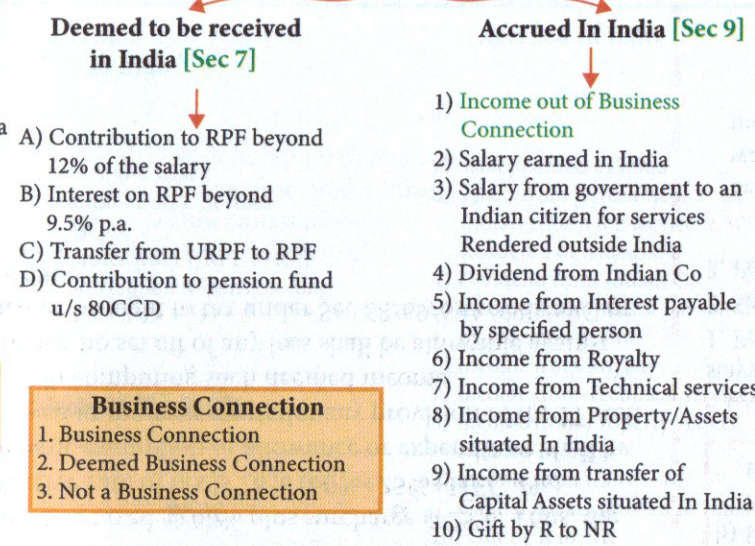 Deemed to be received
in India [Sec 7]
A) Contribution to RPF beyond
12% of the salary
B) Interest on RPF beyond
9.5% p.a.
C) Transfer from URPF to RPF
D) Contribution to pension fund
u/s 80CCD
Business Connection
1. Business Connection
2. Deemed Business Connection
3. Not a Business Connection
Accrued In India [Sec 9]
1) Income out of Business
Connection
2) Salary earned in India
3) Salary from government to an
Indian citizen for services
Rendered outside India
4) Dividend from Indian Co
5) Income from Interest payable
by specified person
6) Income from Royalty
7) Income from Technical services
8) Income in Property/Assets
situated In India
9) Income from transfer of
Capital Assets situated In India
10) Gift by R to NR